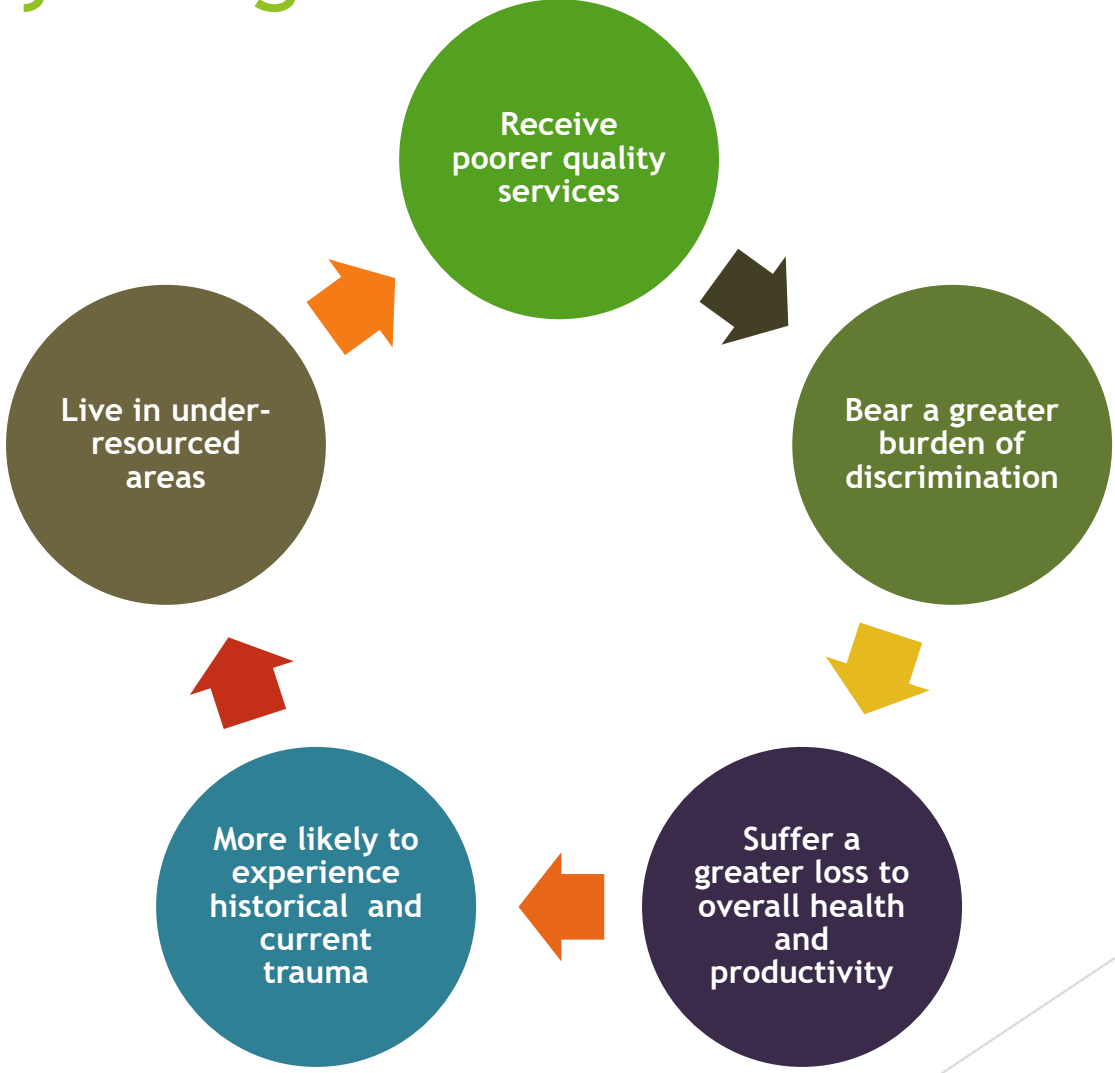 Receive
poorer quality
services
Bear a greater
burden of
discrimination
Suffer a
greater loss to
overall health
and
productivity
More likely to
experience
historical and
current
trauma
Live in under-
resourced
areas